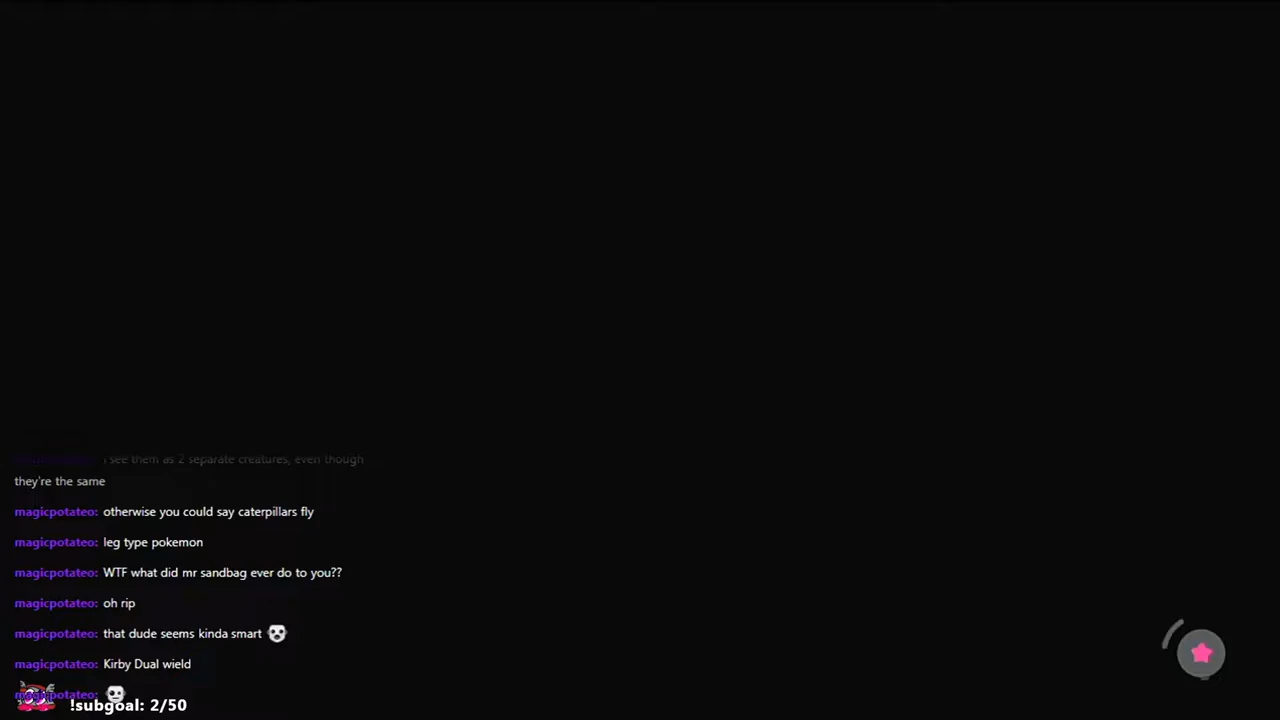 i see them as 2 separate creatures, even though
they're the same
magicpotateo: otherwise you could say caterpillars fly
magicpotateo: leg type pokemon
magicpotateo: WTF what did mr sandbag ever do to you??
magicpotateo: oh rip
magicpotateo: that dude seems kinda smart
magicpotateo: Kirby Dual wield
magicpotateo:
!subgoal: 2/50